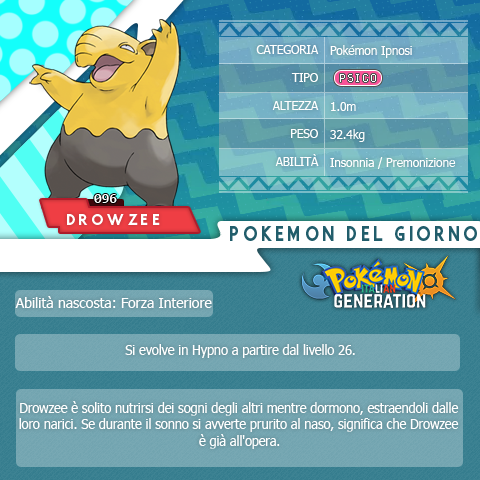 CATEGORIA Pokémon Ipnosi
TIPO PSICO
ALTEZZA 1.0m
PESO 32.4kg
ABILITÀ Insonnia / Premonizione
096
DROWZEE
POKEMON DEL GIORNO
Pokémon
ITALIAN
GENERATION
Abilità nascosta: Forza Interiore
Si evolve in Hypno a partire dal livello 26.
Drowzee è solito nutrirsi dei sogni degli altri mentre dormono, estraendoli dalle
loro narici. Se durante il sonno si avverte prurito al naso, significa che Drowzee
è già all'opera.